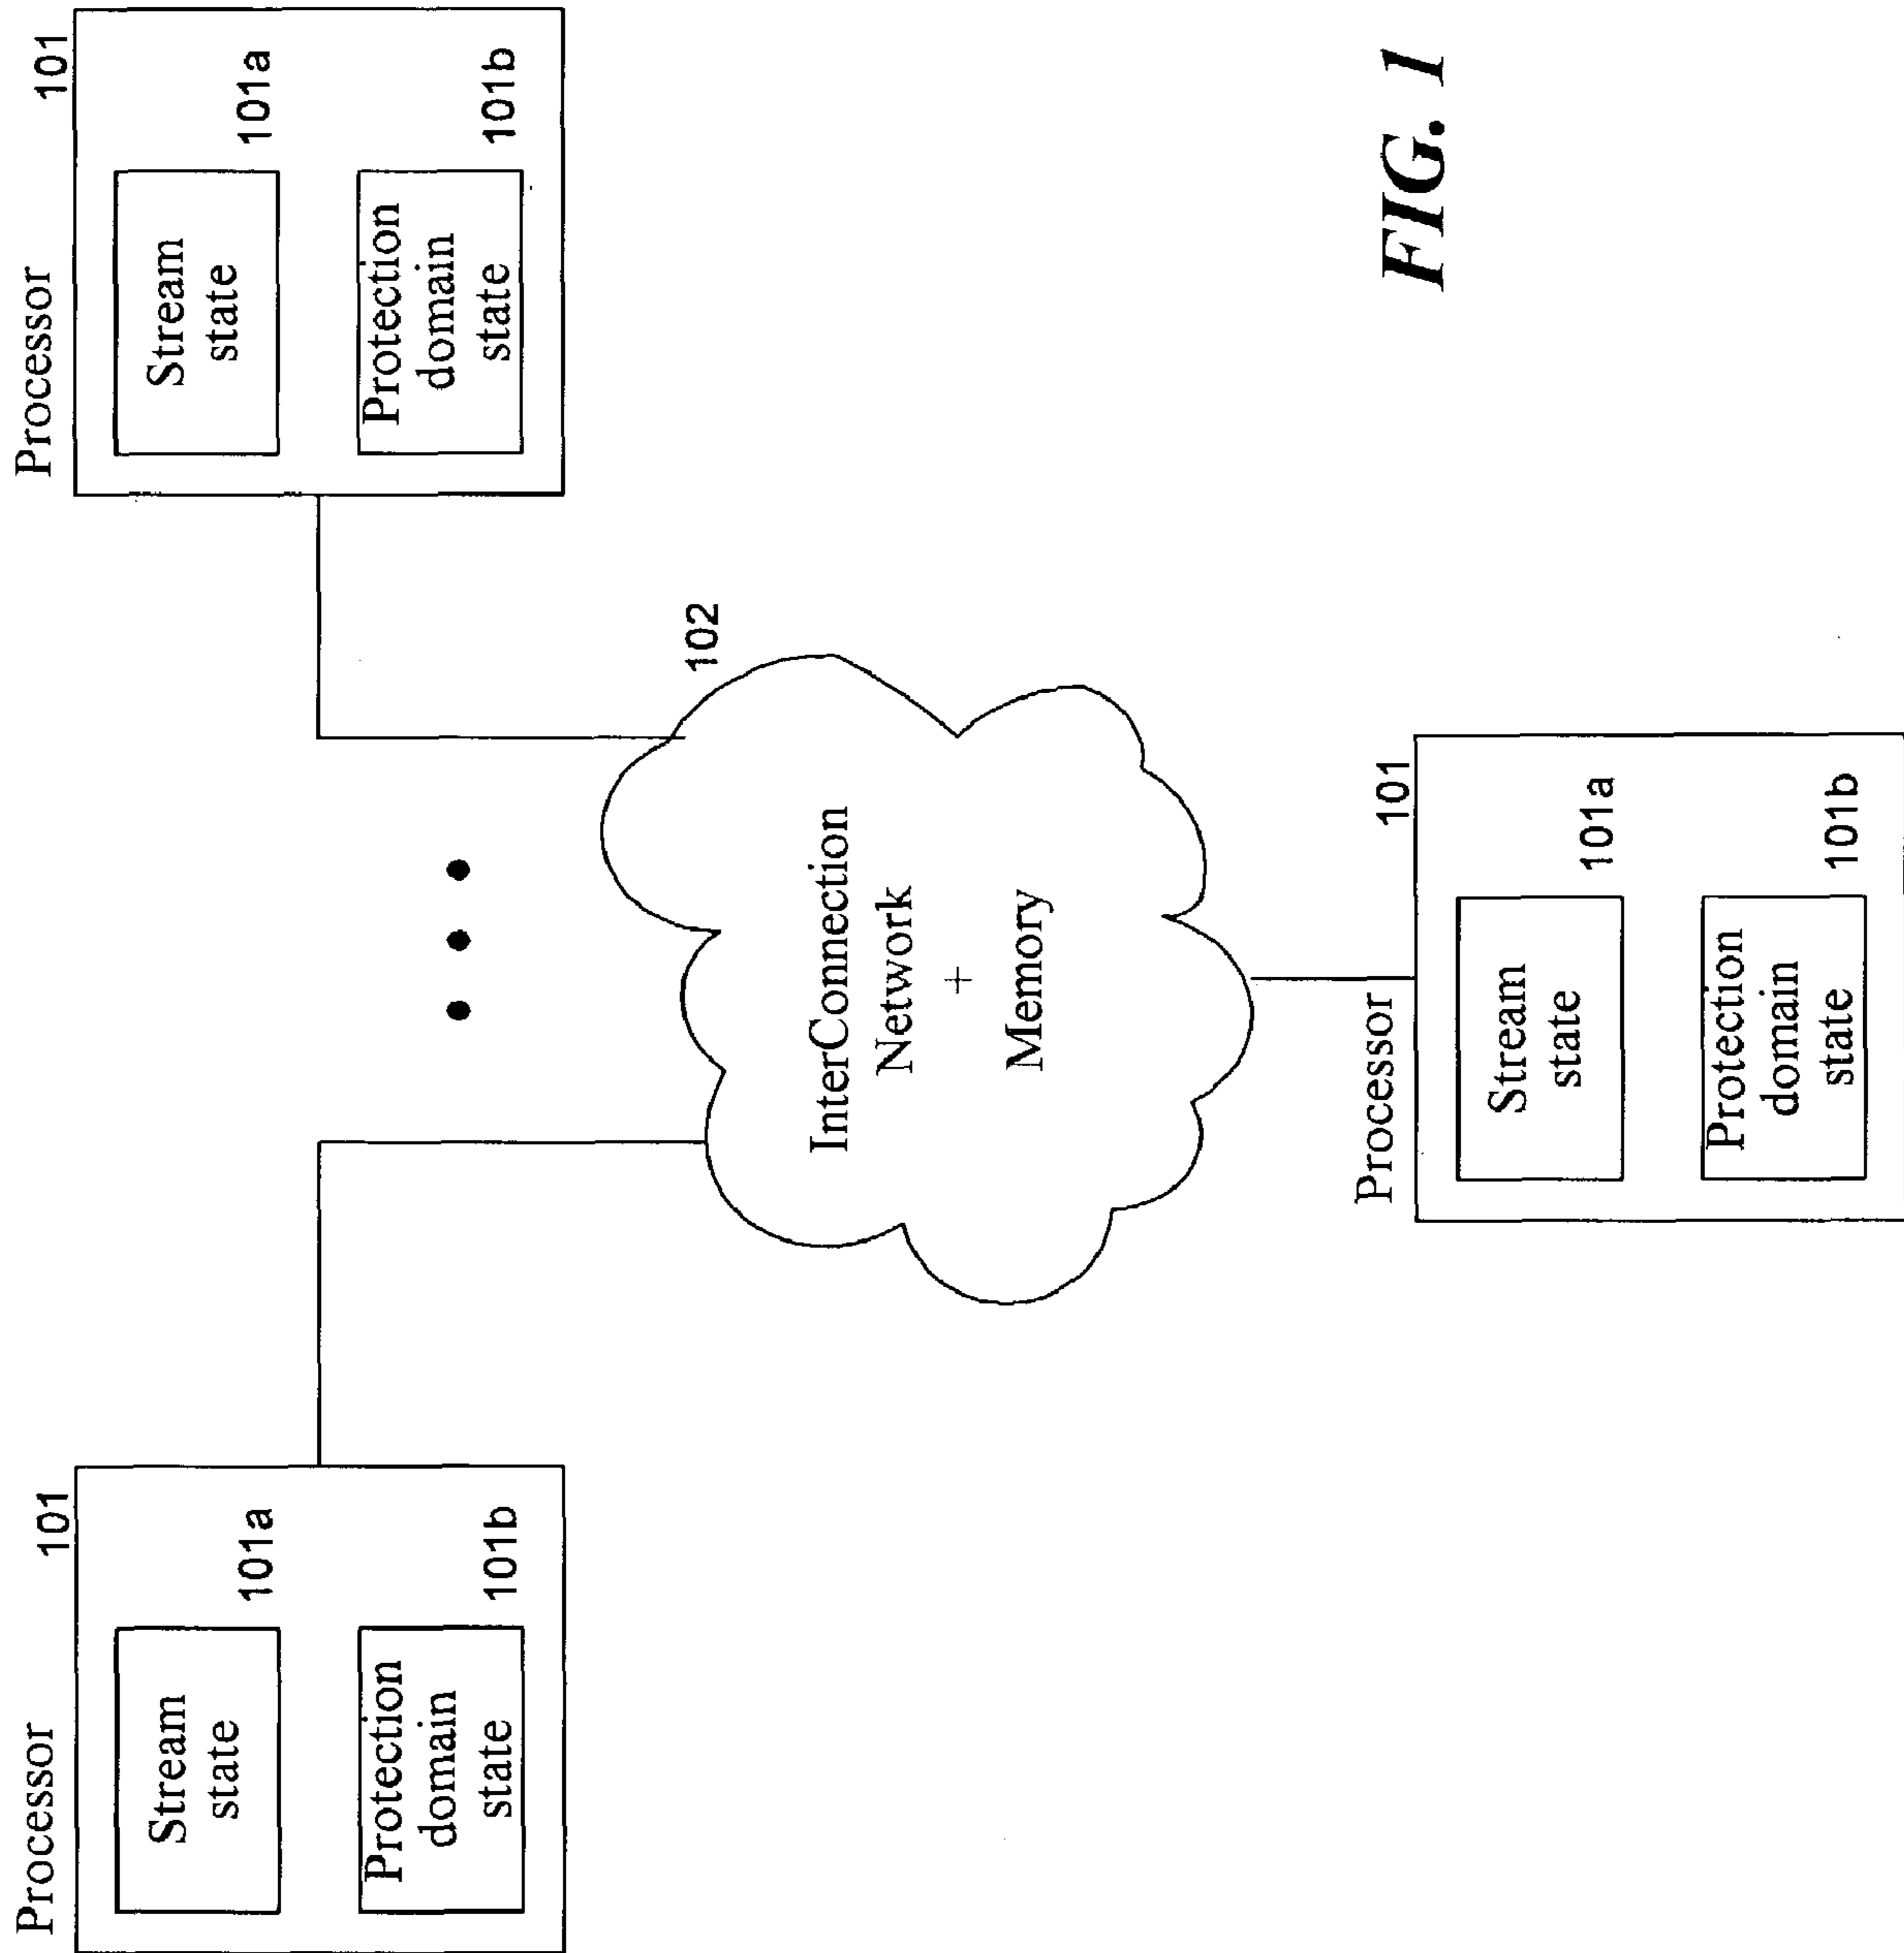 Processor
101
Stream
state
101a
Protection
domain
state
101b
Processor
101
Stream
state
101a
Protection
domain
state
101b
102
InterConnection
Network
+
Memory
Processor
101
Stream
state
101a
Protection
domain
state
101b
FIG. 1